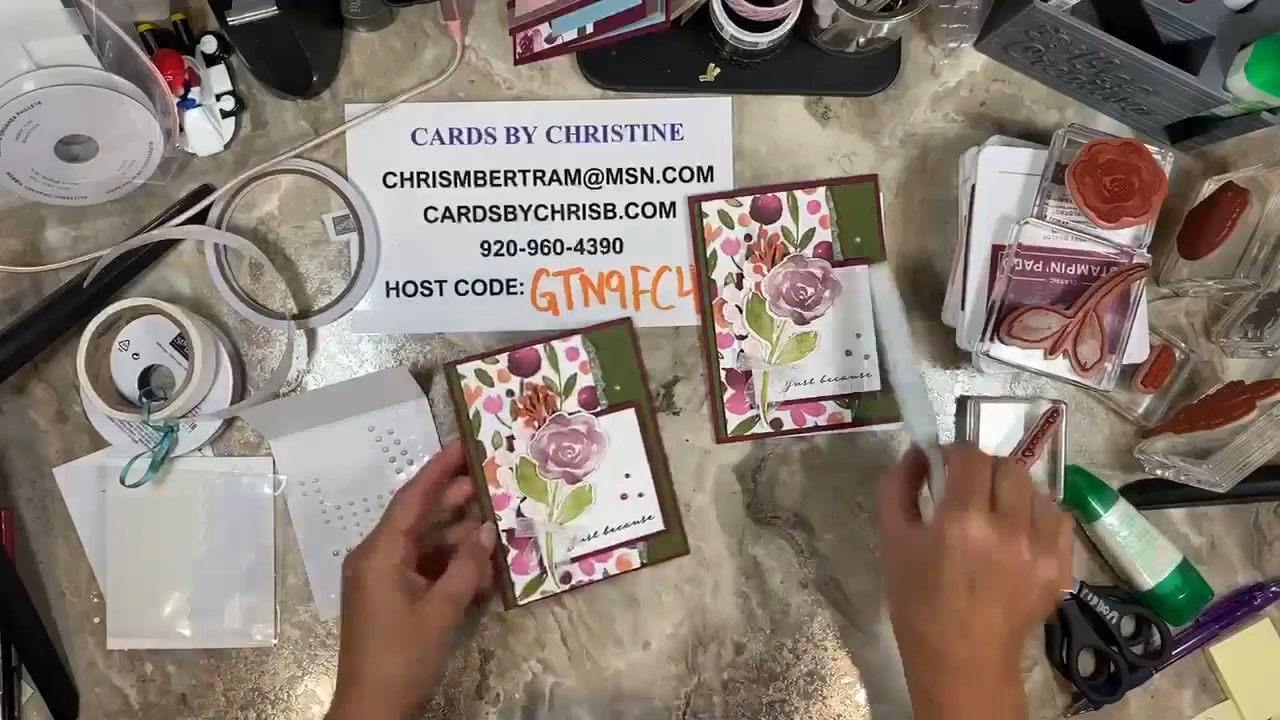 CARDS BY CHRISTINE
CHRISMBERTRAM@MSN.COM
CARDSBYCHRISB.COM
920-960-4390
HOST CODE: GTN9FC4
just because
just because
STAMPIN' PAD